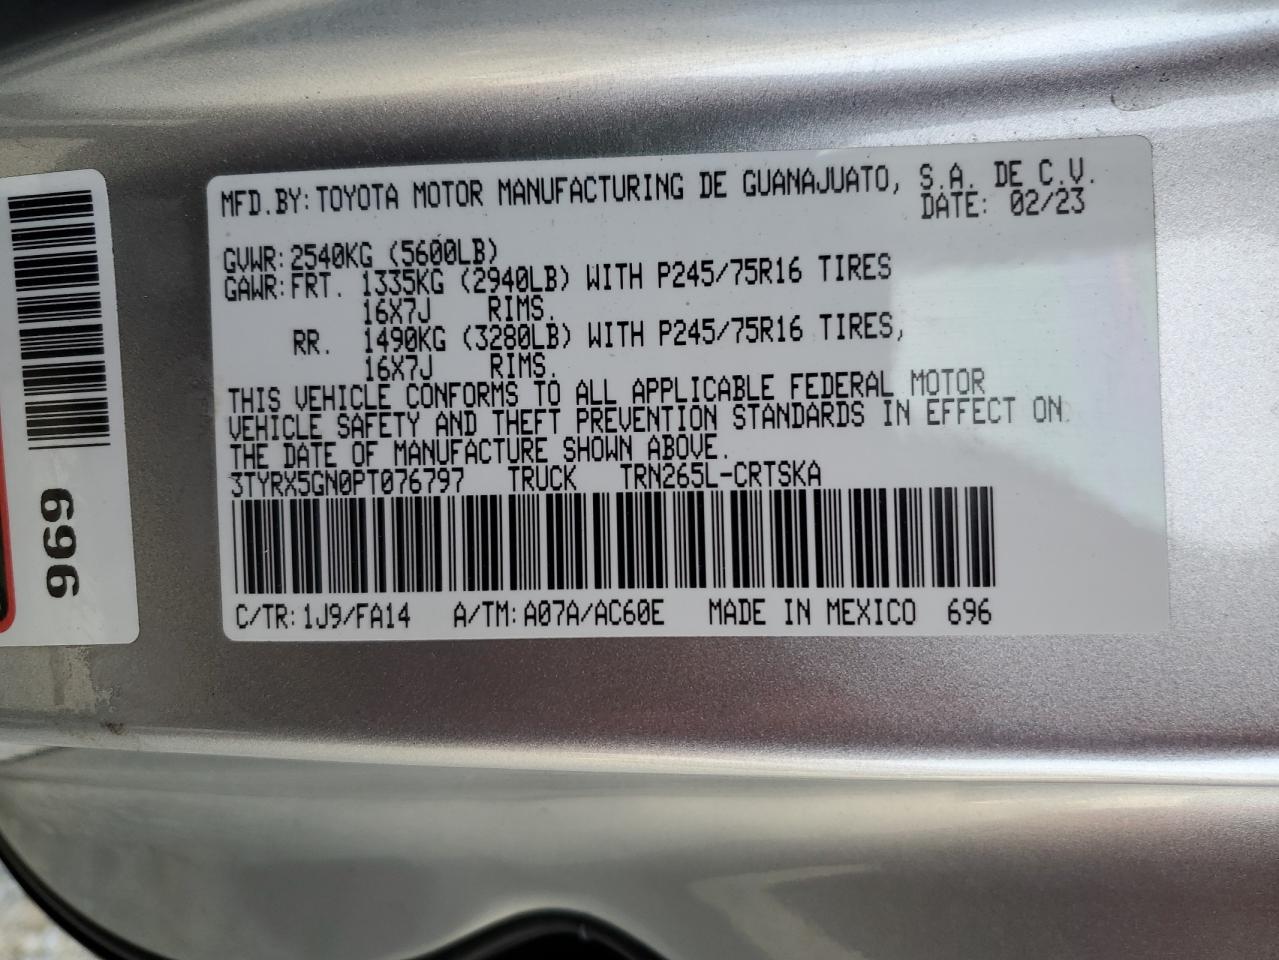 MFD.BY: TOYOTA MOTOR MANUFACTURING DE GUANAJUATO, S.A. DE C.V.
DATE: 02/23
GVWR: 2540KG (5600LB)
GAWR: FRT. 1335KG (2940LB) WITH P245/75R16 TIRES
16X7J RIMS.
RR. 1490KG (3280LB) WITH P245/75R16 TIRES,
16X7J RIMS.
THIS VEHICLE CONFORMS TO ALL APPLICABLE FEDERAL MOTOR
VEHICLE SAFETY AND THEFT PREVENTION STANDARDS IN EFFECT ON
THE DATE OF MANUFACTURE SHOWN ABOVE.
3TYRX5GN0PT076797 TRUCK TRN265L-CRTSKA
C/TR: 1J9/FA14 A/TM: A07A/AC60E MADE IN MEXICO 696
696